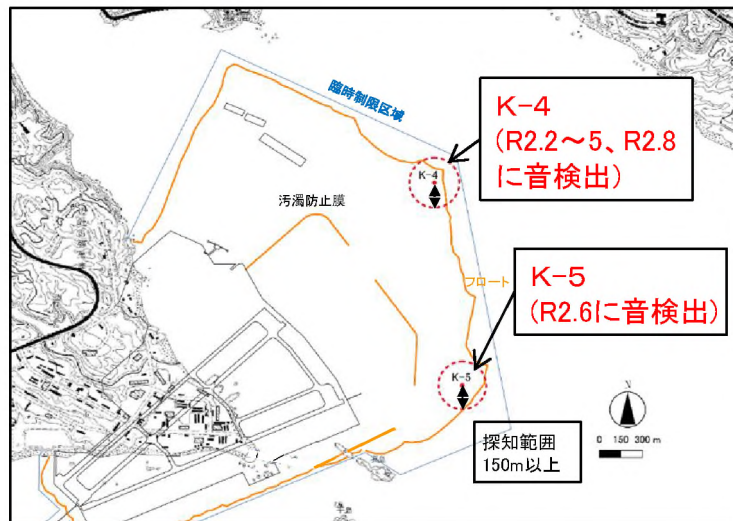 臨時制限区域
K-4
(R2.2～5、R2.8
に音検出)
K-4
汚濁防止膜
フロート
K-5
(R2.6に音検出)
K-5
探知範囲
150m以上
N
0 150 300 m